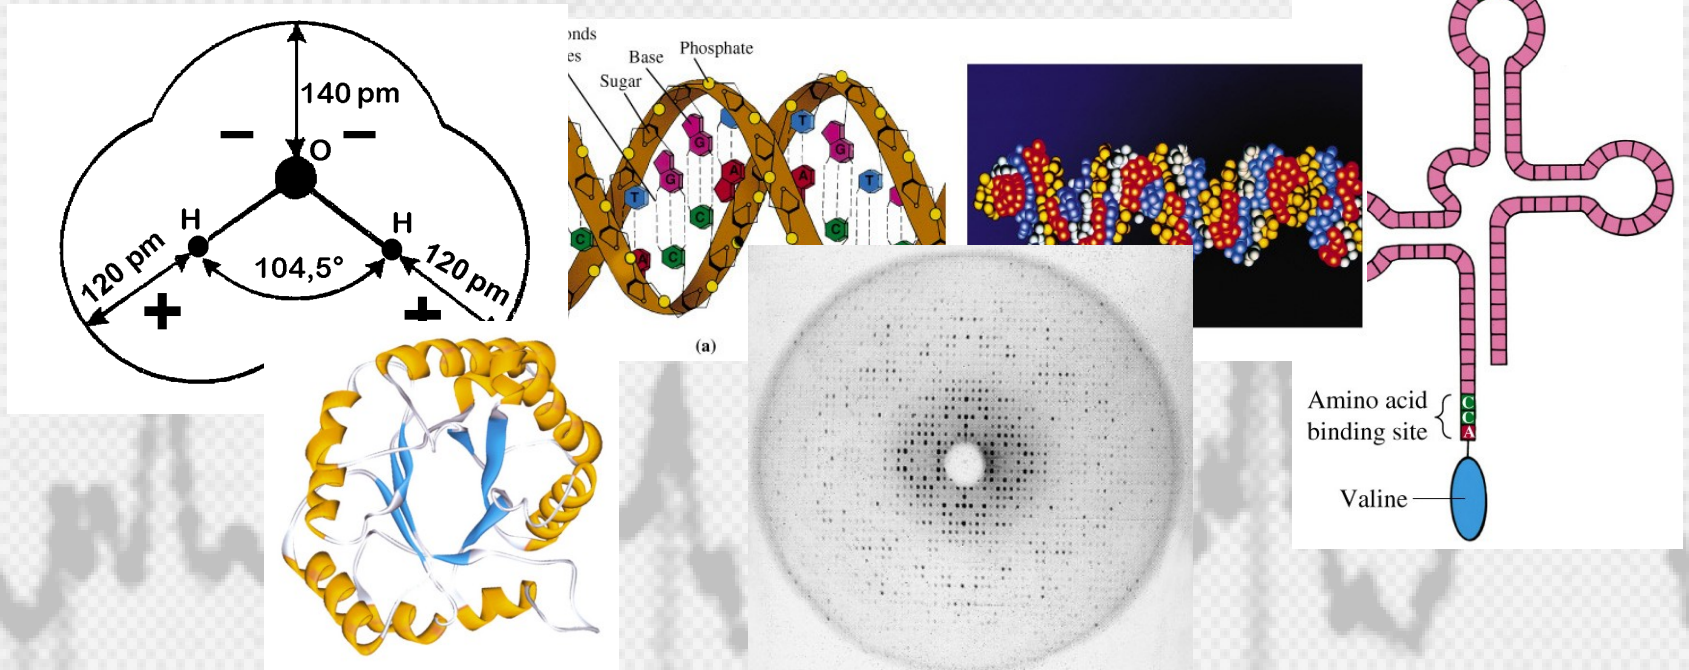 140 pm
− −
O
H
H
120 pm
104,5°
120 pm
+
+
Base
Phosphate
Sugar
T
G
G
A
T
C
C
A
C
T
A
G
T
C
(a)
Amino acid
binding site
C
C
A
Valine